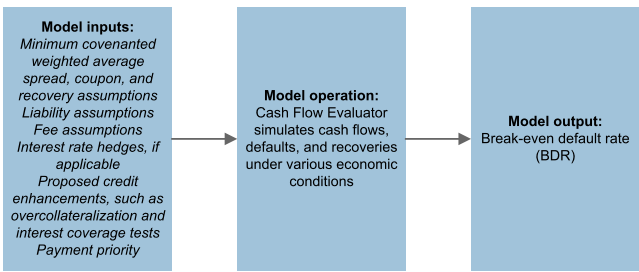 Model inputs:
Minimum covenanted
weighted average
spread, coupon, and
recovery assumptions
Liability assumptions
Fee assumptions
Interest rate hedges, if
applicable
Proposed credit
enhancements, such as
overcollateralization and
interest coverage tests
Payment priority
Model operation:
Cash Flow Evaluator
simulates cash flows,
defaults, and recoveries
under various economic
conditions
Model output:
Break-even default rate
(BDR)